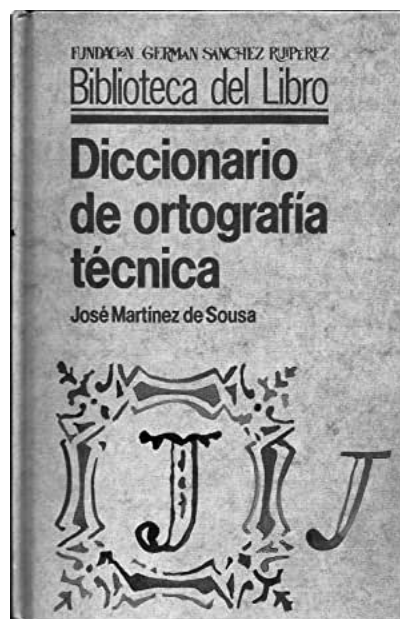 FUNDACION GERMAN SANCHEZ RUIPEREZ
Biblioteca del Libro
Diccionario
de ortografía
técnica
José Martínez de Sousa
J
J